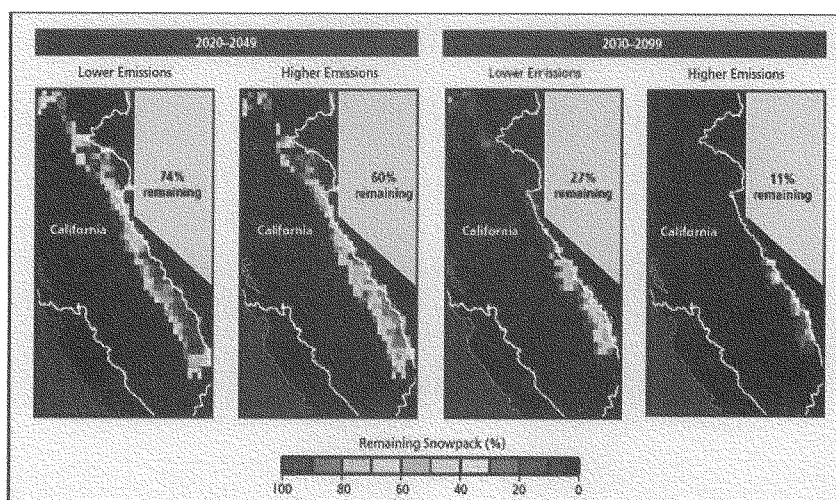 2020–2049
2070–2099
Lower Emissions
Higher Emissions
Lower Emissions
Higher Emissions
74%
remaining
60%
remaining
27%
remaining
11%
remaining
California
California
California
California
Remaining Snowpack (%)
100 80 60 40 20 0